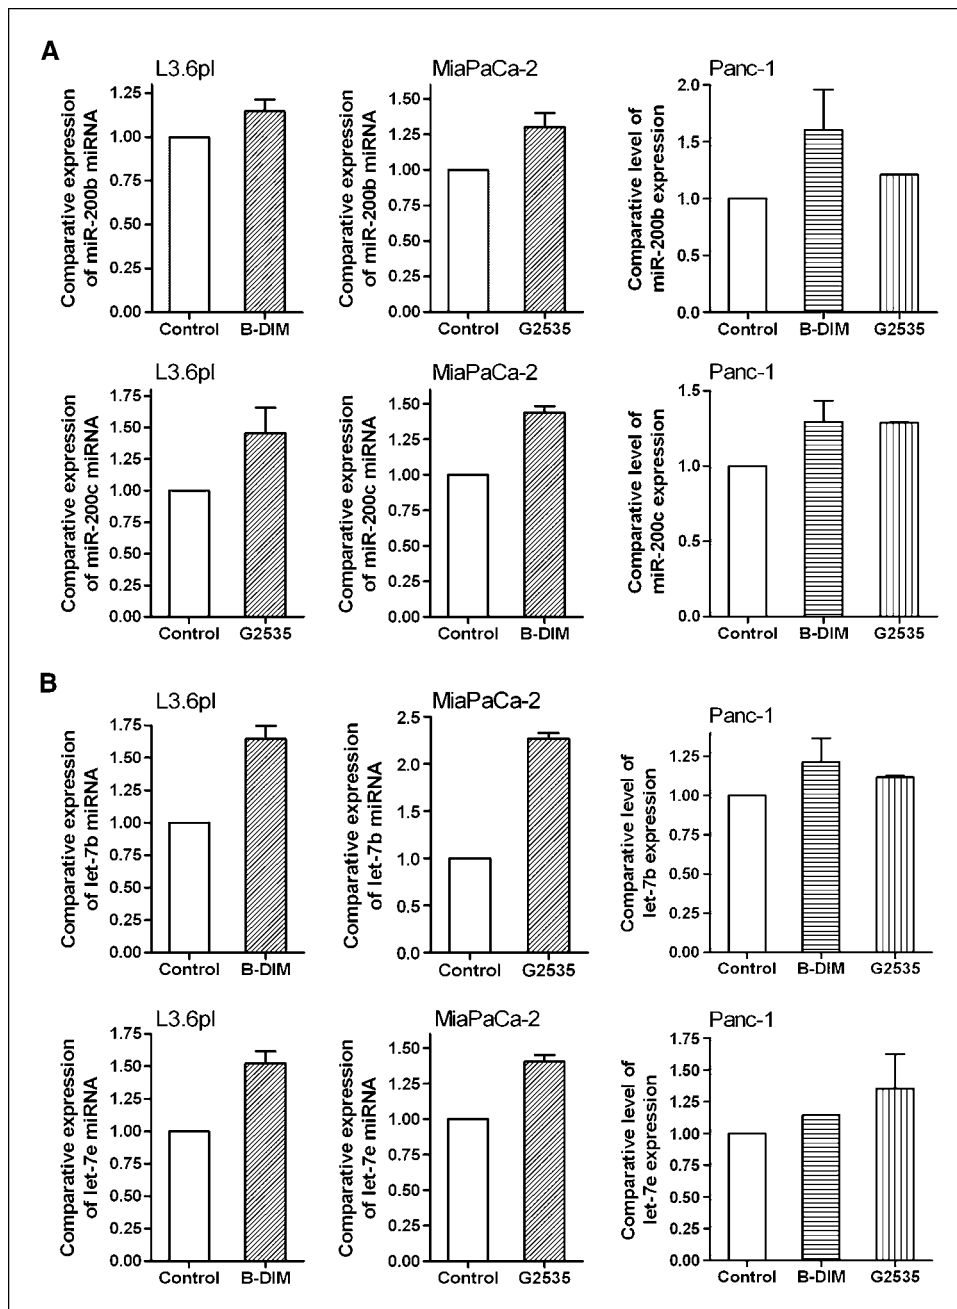 A
L3.6pl
Comparative expression
of miR-200b miRNA
1.25
1.00
0.75
0.50
0.25
0.00
Control B-DIM
MiaPaCa-2
Comparative expression
of miR-200b miRNA
1.50
1.25
1.00
0.75
0.50
0.25
0.00
Control G2535
Panc-1
Comparative level of
miR-200b expression
2.0
1.5
1.0
0.5
0.0
Control B-DIM G2535
L3.6pl
Comparative expression
of miR-200c miRNA
1.75
1.50
1.25
1.00
0.75
0.50
0.25
0.00
Control G2535
MiaPaCa-2
Comparative expression
of miR-200c miRNA
1.50
1.25
1.00
0.75
0.50
0.25
0.00
Control B-DIM
Panc-1
Comparative level of
miR-200c expression
1.5
1.0
0.5
0.0
Control B-DIM G2535
B
L3.6pl
Comparative expression
of let-7b miRNA
1.75
1.50
1.25
1.00
0.75
0.50
0.25
0.00
Control B-DIM
MiaPaCa-2
Comparative expression
of let-7b miRNA
2.5
2.0
1.5
1.0
0.5
0.0
Control G2535
Panc-1
Comparative level of
let-7b expression
1.25
1.00
0.75
0.50
0.25
0.00
Control B-DIM G2535
L3.6pl
Comparative expression
of let-7e miRNA
1.75
1.50
1.25
1.00
0.75
0.50
0.25
0.00
Control B-DIM
MiaPaCa-2
Comparative expression
of let-7e miRNA
1.50
1.25
1.00
0.75
0.50
0.25
0.00
Control G2535
Panc-1
Comparative level of
let-7e expression
1.75
1.50
1.25
1.00
0.75
0.50
0.25
0.00
Control B-DIM G2535